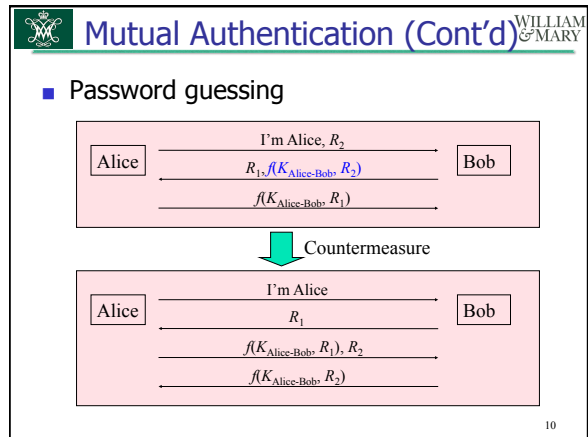 Mutual Authentication (Cont'd)
WILLIAM
& MARY
Password guessing
I'm Alice, R2
Alice
Bob
R1, f(KAlice-Bob, R2)
f(KAlice-Bob, R1)
Countermeasure
I'm Alice
Alice
Bob
R1
f(KAlice-Bob, R1), R2
f(KAlice-Bob, R2)
10